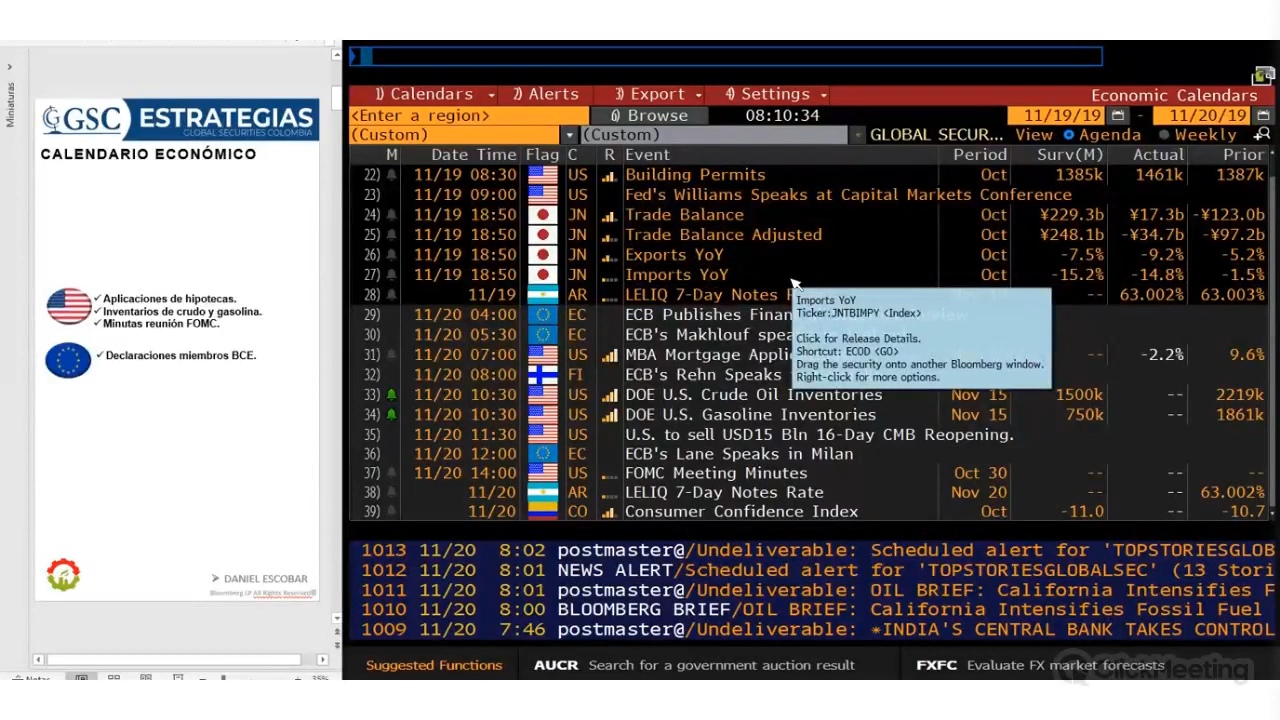 Miniaturas
GSC ESTRATEGIAS
GLOBAL SECURITIES COLOMBIA
CALENDARIO ECONÓMICO
✓ Aplicaciones de hipotecas.
✓ Inventarios de crudo y gasolina.
✓ Minutas reunión FOMC.
✓ Declaraciones miembros BCE.
➢ DANIEL ESCOBAR
Bloomberg LP All Rights Reserved®
Notas
35%
1) Calendars 2) Alerts 3) Export 4) Settings Economic Calendars
<Enter a region> 6) Browse 08:10:34 11/19/19 - 11/20/19
(Custom) (Custom) GLOBAL SECUR... View Agenda Weekly
M Date Time Flag C R Event Period Surv(M) Actual Prior
22) 11/19 08:30 US Building Permits Oct 1385k 1461k 1387k
23) 11/19 09:00 US Fed's Williams Speaks at Capital Markets Conference
24) 11/19 18:50 JN Trade Balance Oct ¥229.3b ¥17.3b -¥123.0b
25) 11/19 18:50 JN Trade Balance Adjusted Oct ¥248.1b -¥34.7b -¥97.2b
26) 11/19 18:50 JN Exports YoY Oct -7.5% -9.2% -5.2%
27) 11/19 18:50 JN Imports YoY Oct -15.2% -14.8% -1.5%
28) 11/19 AR LELIQ 7-Day Notes -- 63.002% 63.003%
29) 11/20 04:00 EC ECB Publishes Finan
30) 11/20 05:30 EC ECB's Makhlouf spea
31) 11/20 07:00 US MBA Mortgage Appli -- -2.2% 9.6%
32) 11/20 08:00 FI ECB's Rehn Speaks
33) 11/20 10:30 US DOE U.S. Crude Oil Inventories Nov 15 1500k -- 2219k
34) 11/20 10:30 US DOE U.S. Gasoline Inventories Nov 15 750k -- 1861k
35) 11/20 11:30 US U.S. to sell USD15 Bln 16-Day CMB Reopening.
36) 11/20 12:00 EC ECB's Lane Speaks in Milan
37) 11/20 14:00 US FOMC Meeting Minutes Oct 30 -- -- --
38) 11/20 AR LELIQ 7-Day Notes Rate Nov 20 -- -- 63.002%
39) 11/20 CO Consumer Confidence Index Oct -11.0 -- -10.7
Imports YoY
Ticker:JNTBIMPY <Index>
Click for Release Details.
Shortcut: ECOD <GO>
Drag the security onto another Bloomberg window.
Right-click for more options.
1013 11/20 8:02 postmaster@/Undeliverable: Scheduled alert for 'TOPSTORIESGLOB
1012 11/20 8:01 NEWS ALERT/Scheduled alert for 'TOPSTORIESGLOBALSEC' (13 Stori
1011 11/20 8:01 postmaster@/Undeliverable: OIL BRIEF: California Intensifies F
1010 11/20 8:00 BLOOMBERG BRIEF/OIL BRIEF: California Intensifies Fossil Fuel
1009 11/20 7:46 postmaster@/Undeliverable: *INDIA'S CENTRAL BANK TAKES CONTROL
Suggested Functions AUCR Search for a government auction result FXFC Evaluate FX market forecasts
ClickMeeting